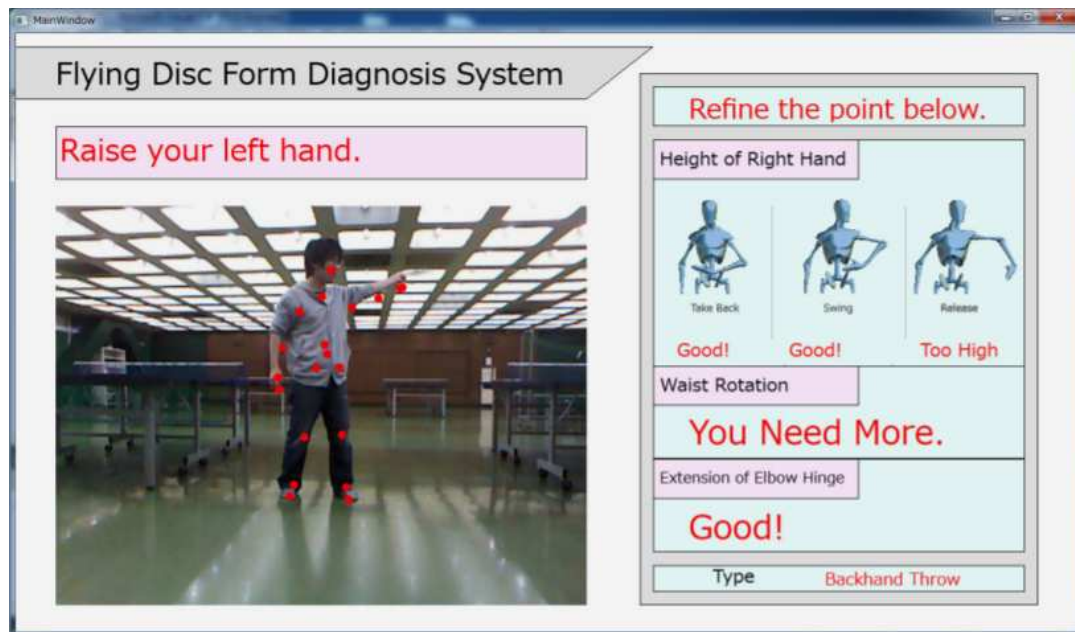 MainWindow
Flying Disc Form Diagnosis System
Raise your left hand.
Refine the point below.
Height of Right Hand
Take Back
Swing
Release
Good!
Good!
Too High
Waist Rotation
You Need More.
Extension of Elbow Hinge
Good!
Type
Backhand Throw